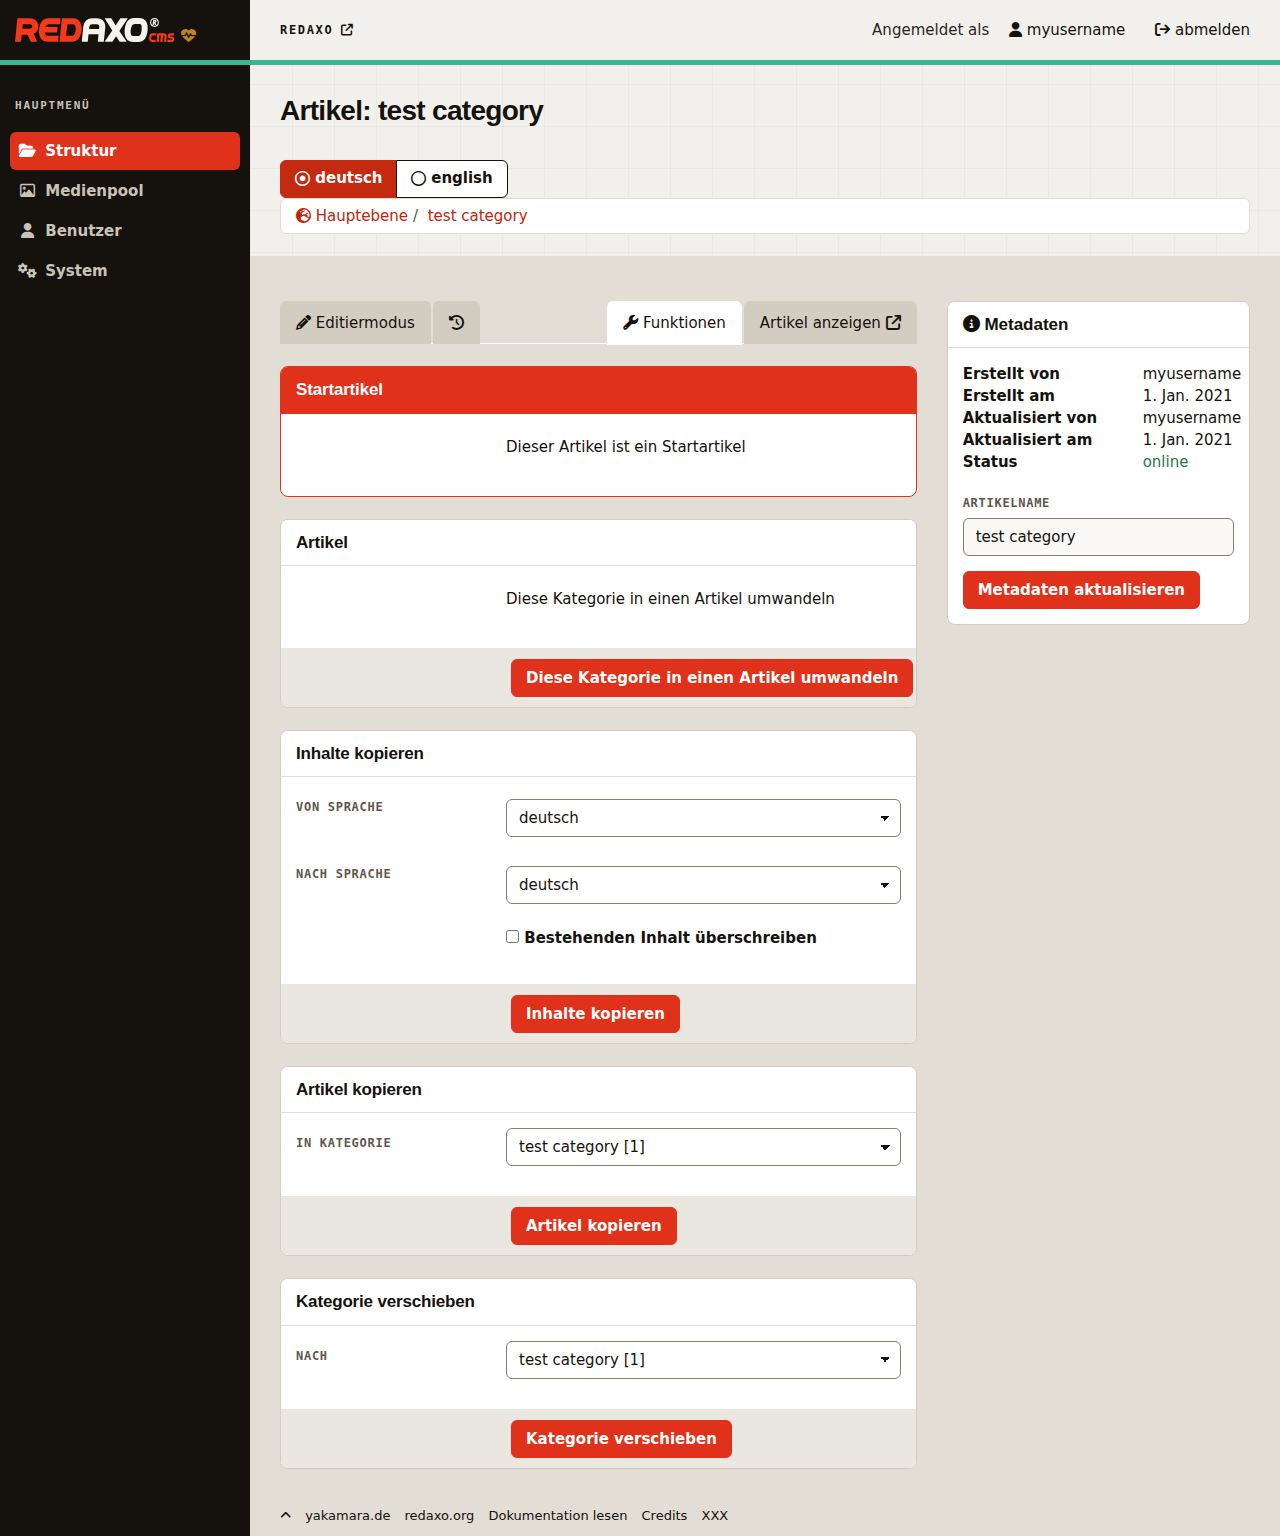 REDAXO® cms
REDAXO
Angemeldet als myusername abmelden
HAUPTMENÜ
Struktur
Medienpool
Benutzer
System
Artikel: test category
deutsch english
Hauptebene / test category
Editiermodus
Funktionen
Artikel anzeigen
Startartikel
Dieser Artikel ist ein Startartikel
Artikel
Diese Kategorie in einen Artikel umwandeln
Diese Kategorie in einen Artikel umwandeln
Inhalte kopieren
VON SPRACHE
deutsch
NACH SPRACHE
deutsch
Bestehenden Inhalt überschreiben
Inhalte kopieren
Artikel kopieren
IN KATEGORIE
test category [1]
Artikel kopieren
Kategorie verschieben
NACH
test category [1]
Kategorie verschieben
Metadaten
Erstellt von myusername
Erstellt am 1. Jan. 2021
Aktualisiert von myusername
Aktualisiert am 1. Jan. 2021
Status online
ARTIKELNAME
test category
Metadaten aktualisieren
yakamara.de redaxo.org Dokumentation lesen Credits XXX